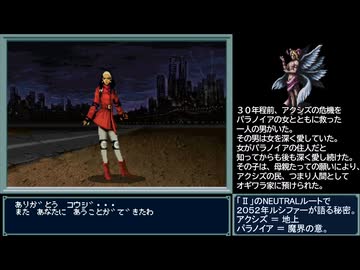 ありがとう コウジ・・・
また あなたに あうことができたわ
３０年程前、アクシズの危機を
パラノイアの女とともに救った
一人の男がいた。
その男は女を深く愛していた。
女がパラノイアの住人だと
知ってからも後も深く愛し続けた。
その子は、母親たっての願いにより、
アクシズの民、つまり人間として
オギワラ家に預けられた。
「Ⅱ」のNEUTRALルートで
2052年ルシファーが語る秘密。
アクシズ ＝ 地上
パラノイア ＝ 魔界の意。